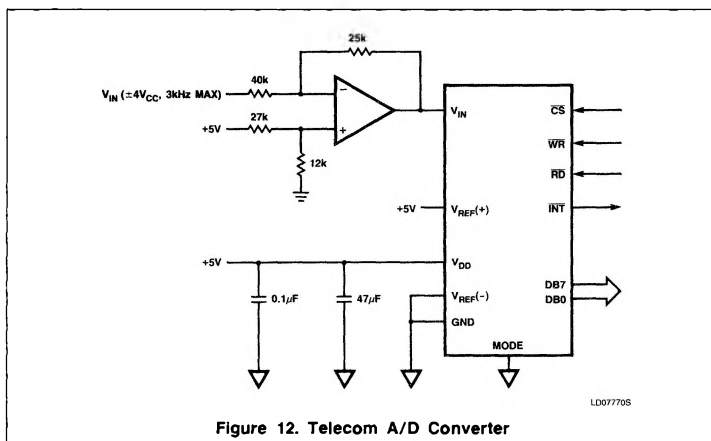 25k
40k
V_IN (±4V_CC, 3kHz MAX)
−
27k
+5V
+
12k
V_IN
CS
WR
RD
INT
+5V
V_REF(+)
+5V
V_DD
0.1µF
47µF
V_REF(-)
GND
DB7
DB0
MODE
LD07770S
Figure 12. Telecom A/D Converter